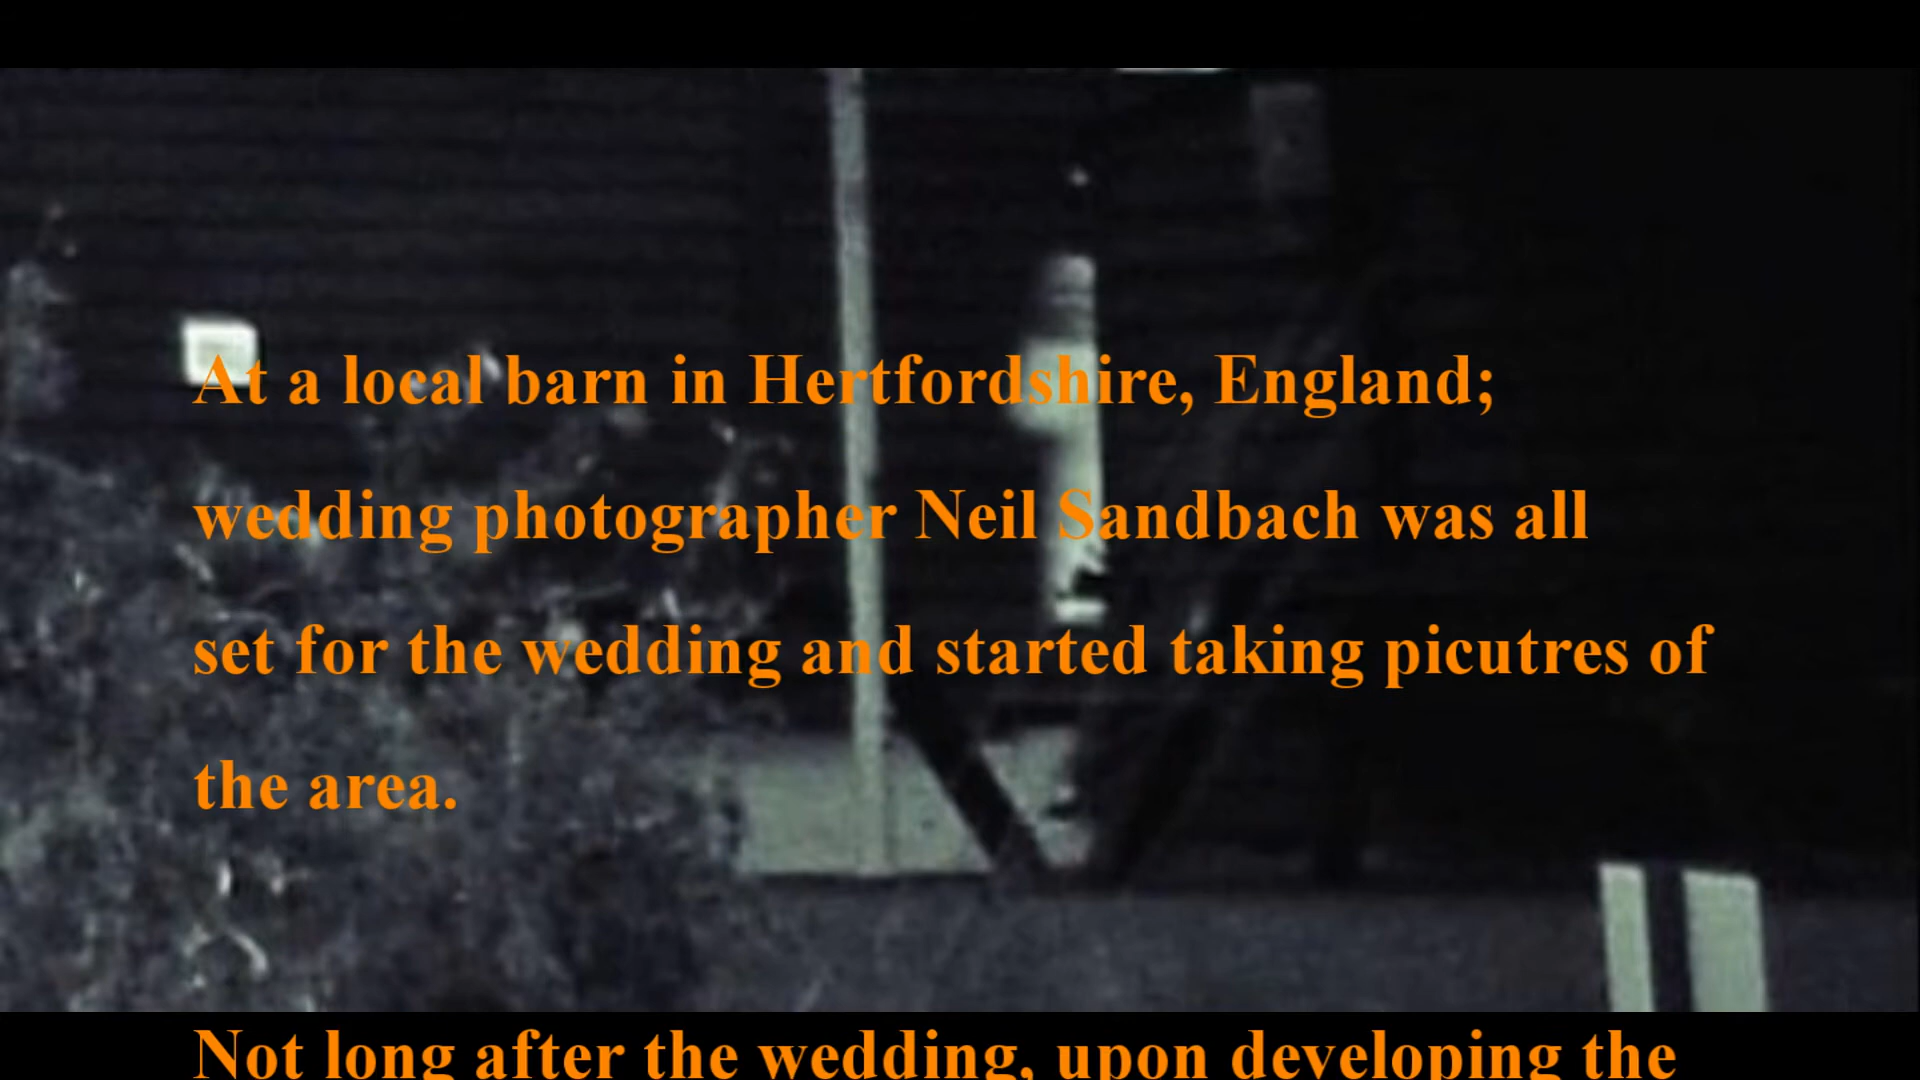 At a local barn in Hertfordshire, England;
wedding photographer Neil Sandbach was all
set for the wedding and started taking picutres of
the area.
Not long after the wedding, upon developing the